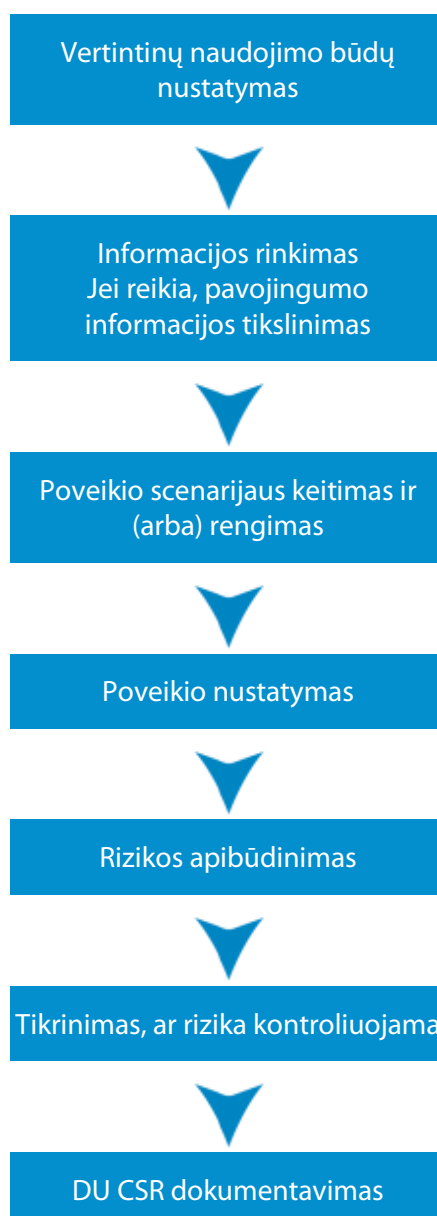 Vertintinų naudojimo būdų
nustatymas
Informacijos rinkimas
Jei reikia, pavojingumo
informacijos tikslinimas
Poveikio scenarijaus keitimas ir
(arba) rengimas
Poveikio nustatymas
Rizikos apibūdinimas
Tikrinimas, ar rizika kontroliuojama
DU CSR dokumentavimas